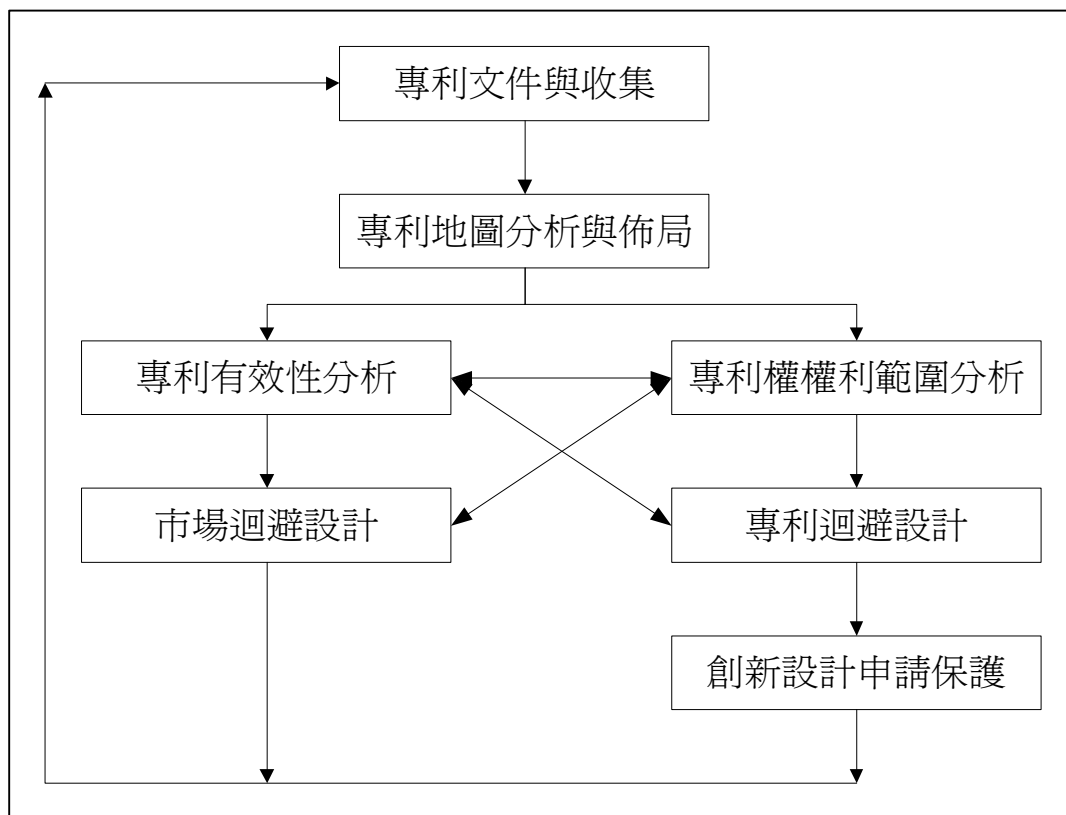 專利文件與收集
專利地圖分析與佈局
專利有效性分析
專利權權利範圍分析
市場迴避設計
專利迴避設計
創新設計申請保護